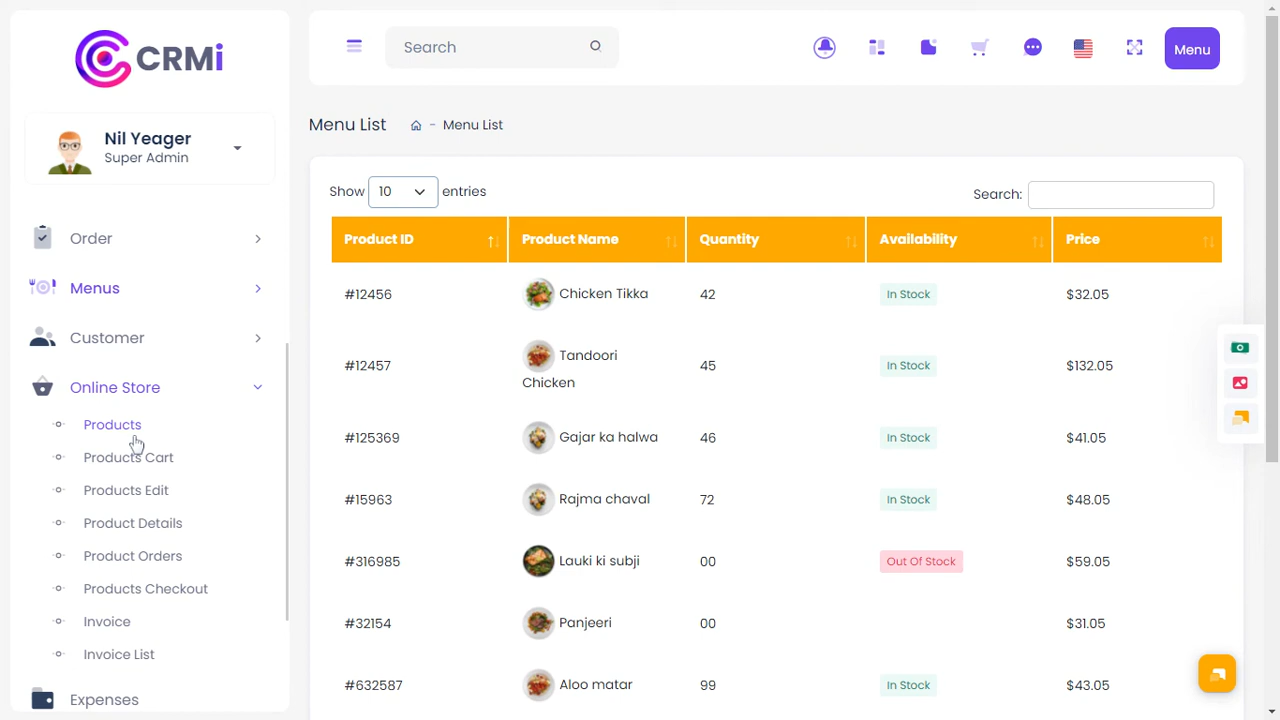 CRMi
Nil Yeager
Super Admin
Order
Menus
Customer
Online Store
Products
Products Cart
Products Edit
Product Details
Product Orders
Products Checkout
Invoice
Invoice List
Expenses
Search
Menu
Menu List - Menu List
Show 10 entries
Search:
Product ID Product Name Quantity Availability Price
#12456 Chicken Tikka 42 In Stock $32.05
#12457 Tandoori Chicken 45 In Stock $132.05
#125369 Gajar ka halwa 46 In Stock $41.05
#15963 Rajma chaval 72 In Stock $48.05
#316985 Lauki ki subji 00 Out Of Stock $59.05
#32154 Panjeeri 00 $31.05
#632587 Aloo matar 99 In Stock $43.05